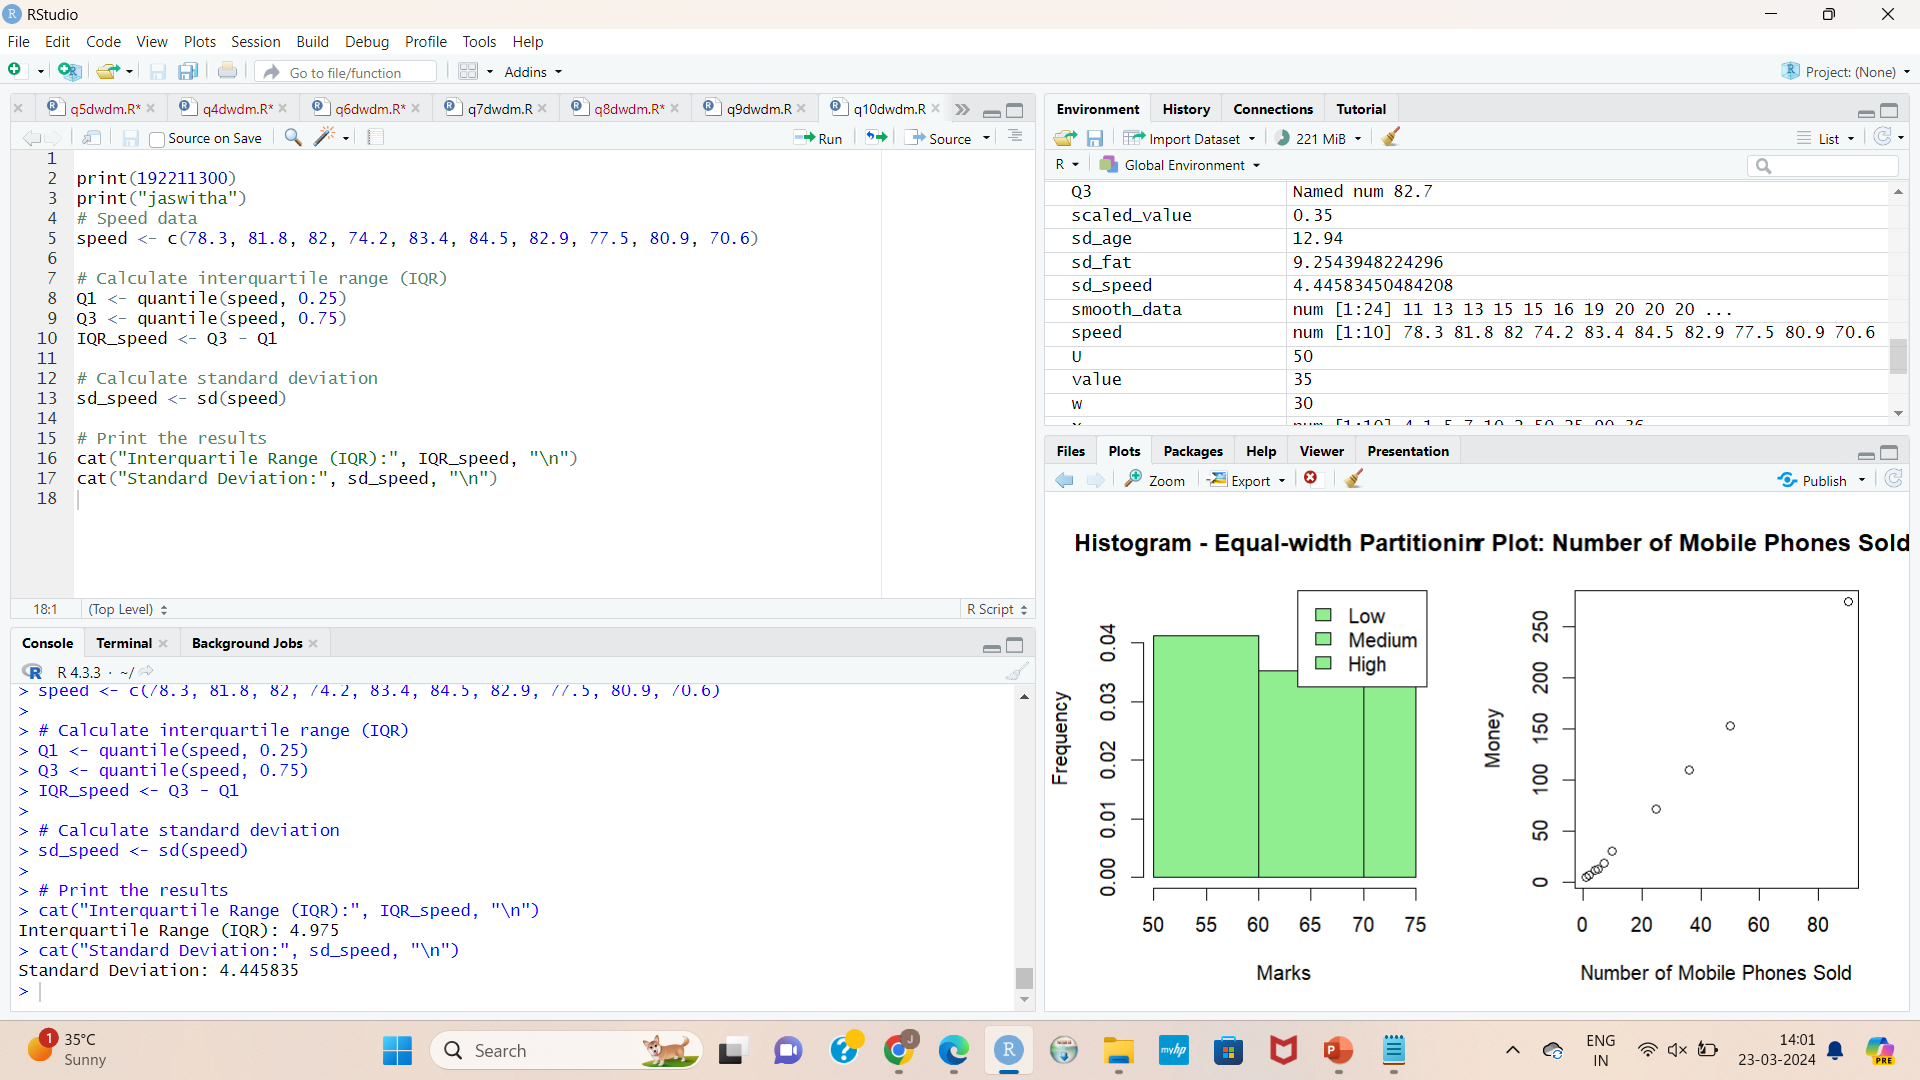 RStudio
File Edit Code View Plots Session Build Debug Profile Tools Help
Go to file/function Addins Project: (None)
q5dwdm.R* q4dwdm.R* q6dwdm.R* q7dwdm.R q8dwdm.R* q9dwdm.R q10dwdm.R
Source on Save Run Source
1
2 print(192211300)
3 print("jaswitha")
4 # Speed data
5 speed <- c(78.3, 81.8, 82, 74.2, 83.4, 84.5, 82.9, 77.5, 80.9, 70.6)
6
7 # Calculate interquartile range (IQR)
8 Q1 <- quantile(speed, 0.25)
9 Q3 <- quantile(speed, 0.75)
10 IQR_speed <- Q3 - Q1
11
12 # Calculate standard deviation
13 sd_speed <- sd(speed)
14
15 # Print the results
16 cat("Interquartile Range (IQR):", IQR_speed, "\n")
17 cat("Standard Deviation:", sd_speed, "\n")
18
18:1 (Top Level) R Script
Console Terminal Background Jobs
R 4.3.3 · ~/
> speed <- c(78.3, 81.8, 82, 74.2, 83.4, 84.5, 82.9, 77.5, 80.9, 70.6)
>
> # Calculate interquartile range (IQR)
> Q1 <- quantile(speed, 0.25)
> Q3 <- quantile(speed, 0.75)
> IQR_speed <- Q3 - Q1
>
> # Calculate standard deviation
> sd_speed <- sd(speed)
>
> # Print the results
> cat("Interquartile Range (IQR):", IQR_speed, "\n")
Interquartile Range (IQR): 4.975
> cat("Standard Deviation:", sd_speed, "\n")
Standard Deviation: 4.445835
>
Environment History Connections Tutorial
Import Dataset 221 MiB List
R Global Environment
Q3 Named num 82.7
scaled_value 0.35
sd_age 12.94
sd_fat 9.2543948224296
sd_speed 4.44583450484208
smooth_data num [1:24] 11 13 13 15 15 16 19 20 20 20 ...
speed num [1:10] 78.3 81.8 82 74.2 83.4 84.5 82.9 77.5 80.9 70.6
U 50
value 35
w 30
x num [1:10] 4 1 5 7 10 2 50 25 90 36
Files Plots Packages Help Viewer Presentation
Zoom Export Publish
Histogram - Equal-width Partitionin
r Plot: Number of Mobile Phones Sold
Low
Medium
High
Frequency
0.00 0.01 0.02 0.03 0.04
50 55 60 65 70 75
Marks
Money
0 50 100 150 200 250
0 20 40 60 80
Number of Mobile Phones Sold
1
35°C
Sunny
Search
J
myhp
PRE
ENG
IN
14:01
23-03-2024